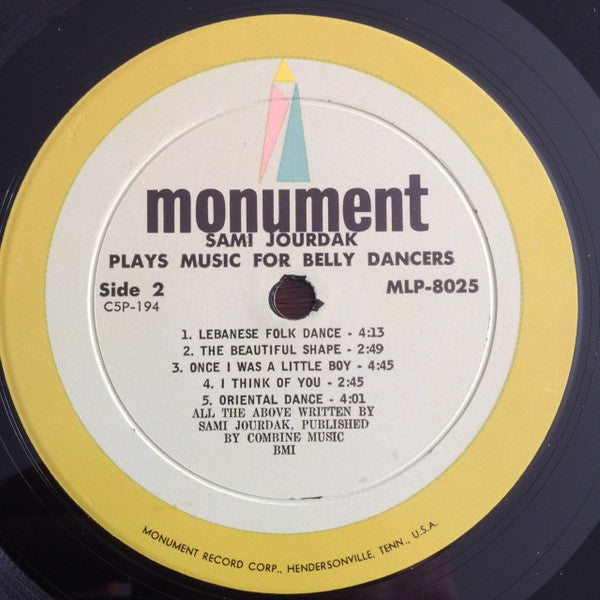 monument
SAMI JOURDAK
PLAYS MUSIC FOR BELLY DANCERS
Side 2 MLP-8025
C5P-194
1. LEBANESE FOLK DANCE - 4:13
2. THE BEAUTIFUL SHAPE - 2:49
3. ONCE I WAS A LITTLE BOY - 4:45
4. I THINK OF YOU - 2:45
5. ORIENTAL DANCE - 4:01
ALL THE ABOVE WRITTEN BY
SAMI JOURDAK, PUBLISHED
BY COMBINE MUSIC
BMI
MONUMENT RECORD CORP., HENDERSONVILLE, TENN., U.S.A.